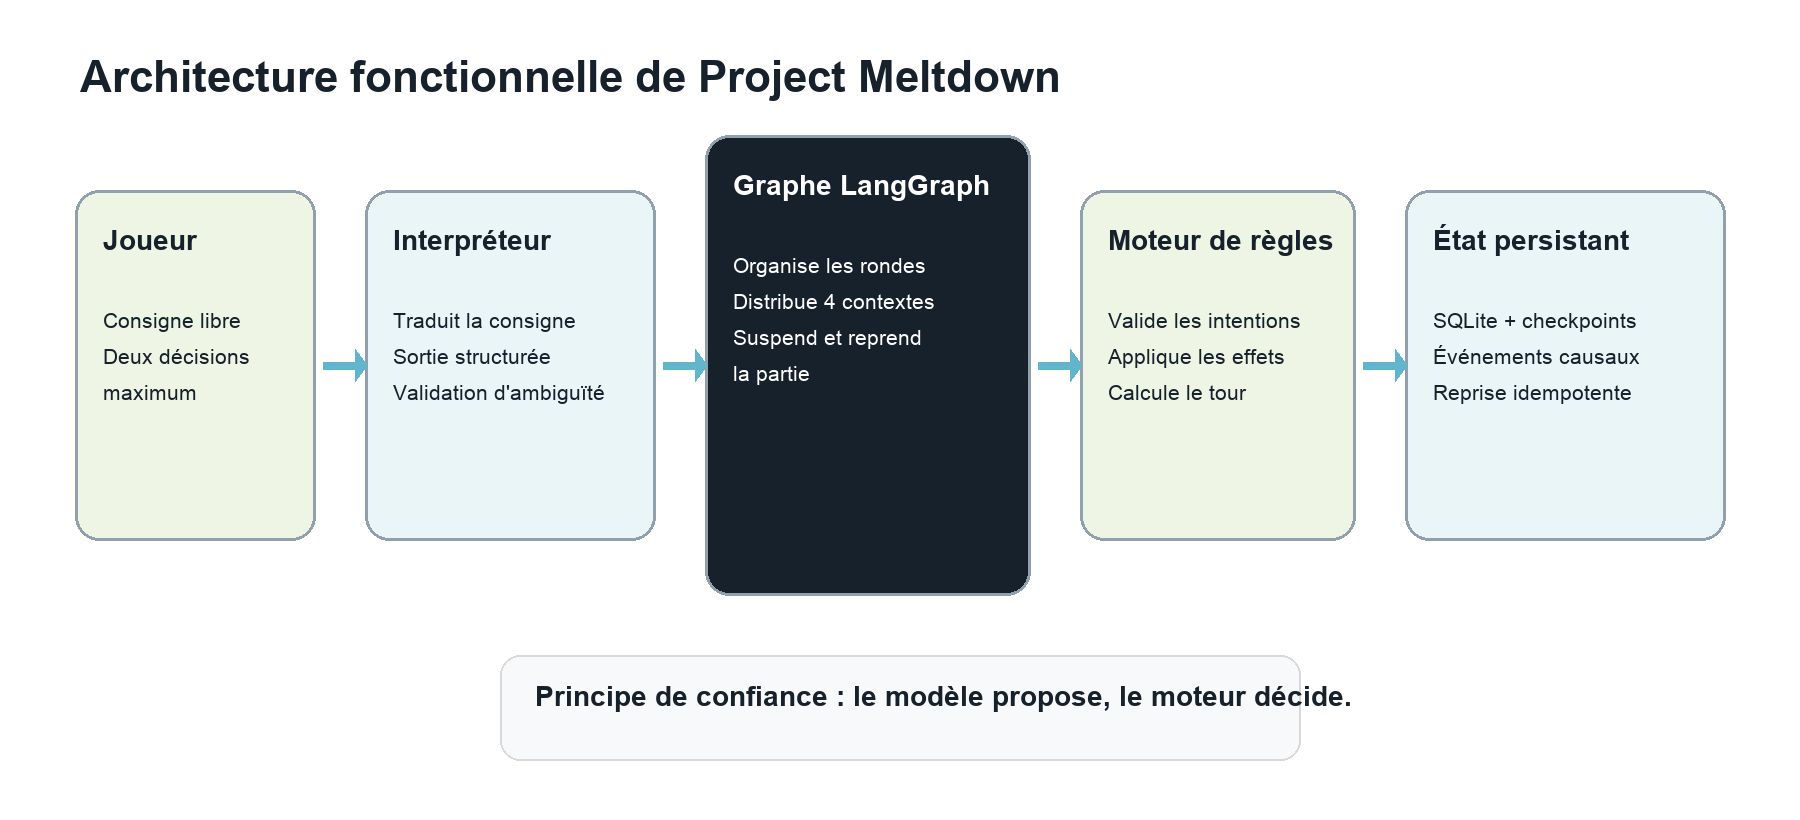 Architecture fonctionnelle de Project Meltdown
Joueur
Consigne libre
Deux décisions
maximum
Interpréteur
Traduit la consigne
Sortie structurée
Validation d'ambiguïté
Graphe LangGraph
Organise les rondes
Distribue 4 contextes
Suspend et reprend
la partie
Moteur de règles
Valide les intentions
Applique les effets
Calcule le tour
État persistant
SQLite + checkpoints
Événements causaux
Reprise idempotente
Principe de confiance : le modèle propose, le moteur décide.